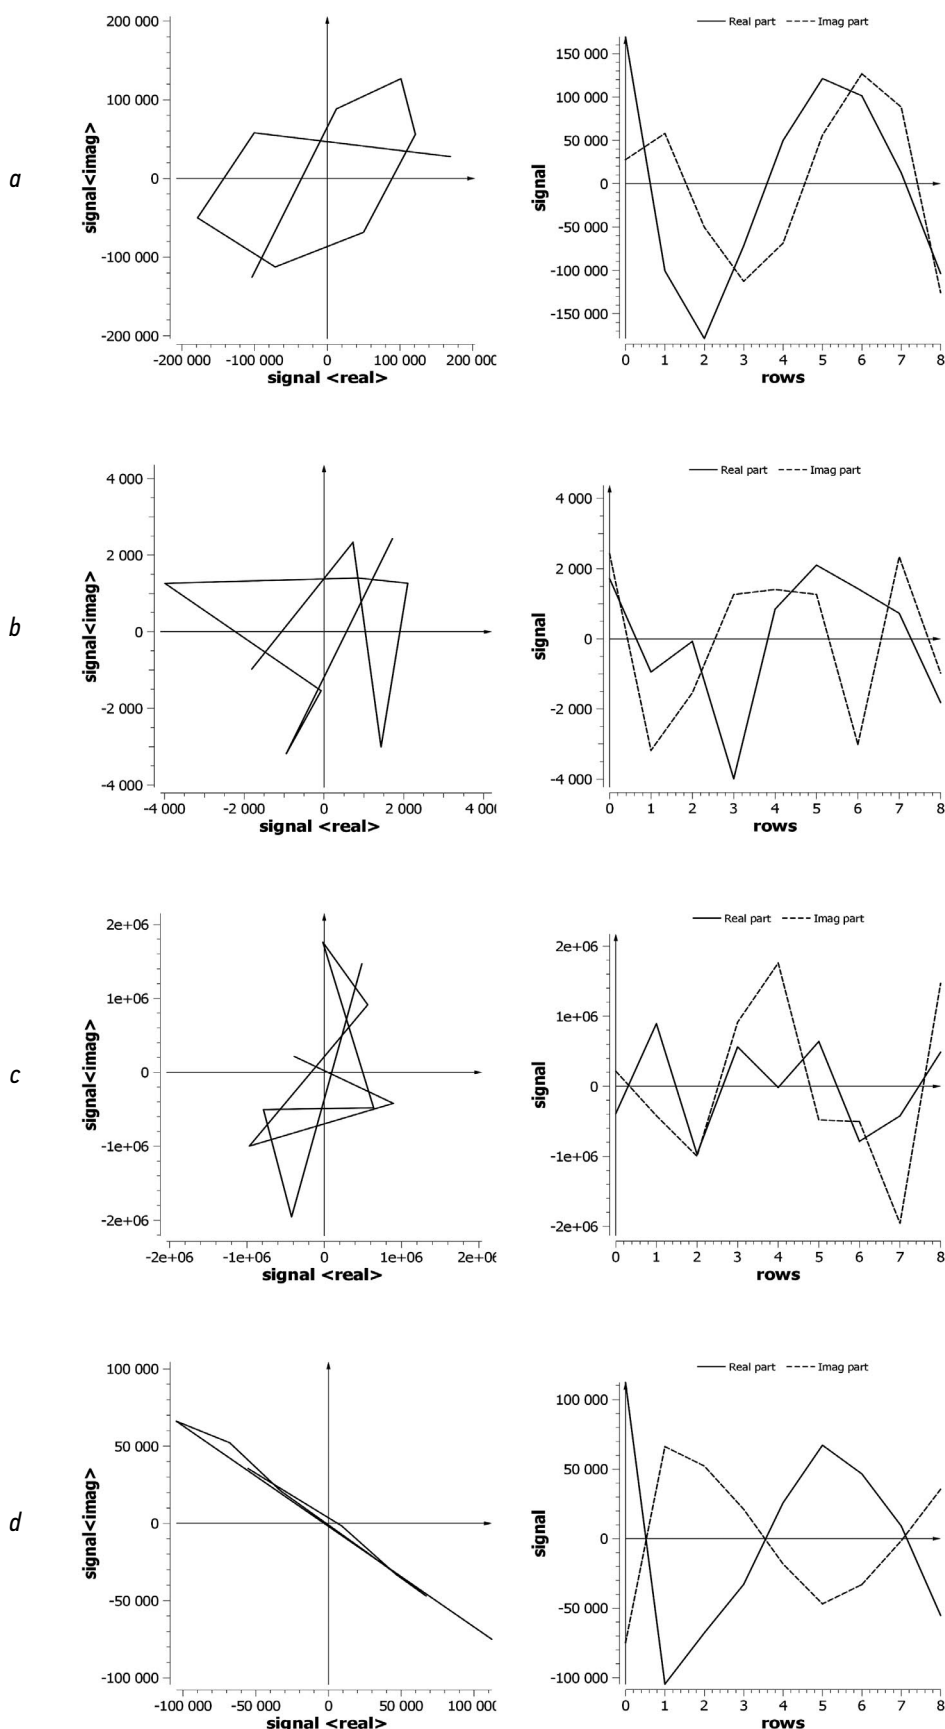 a
200 000
100 000
0
-100 000
-200 000
signal<imag>
-200 000 -100 000 0 100 000 200 000
signal <real>
Real part Imag part
150 000
100 000
50 000
0
-50 000
-100 000
-150 000
signal
0 1 2 3 4 5 6 7 8
rows
b
4 000
2 000
0
-2 000
-4 000
signal<imag>
-4 000 -2 000 0 2 000 4 000
signal <real>
Real part Imag part
4 000
2 000
0
-2 000
-4 000
signal
0 1 2 3 4 5 6 7 8
rows
c
2e+06
1e+06
0
-1e+06
-2e+06
signal<imag>
-2e+06 -1e+06 0 1e+06 2e+06
signal <real>
Real part Imag part
2e+06
1e+06
0
-1e+06
-2e+06
signal
0 1 2 3 4 5 6 7 8
rows
d
100 000
50 000
0
-50 000
-100 000
signal<imag>
-100 000 -50 000 0 50 000 100 000
signal <real>
Real part Imag part
100 000
50 000
0
-50 000
-100 000
signal
0 1 2 3 4 5 6 7 8
rows